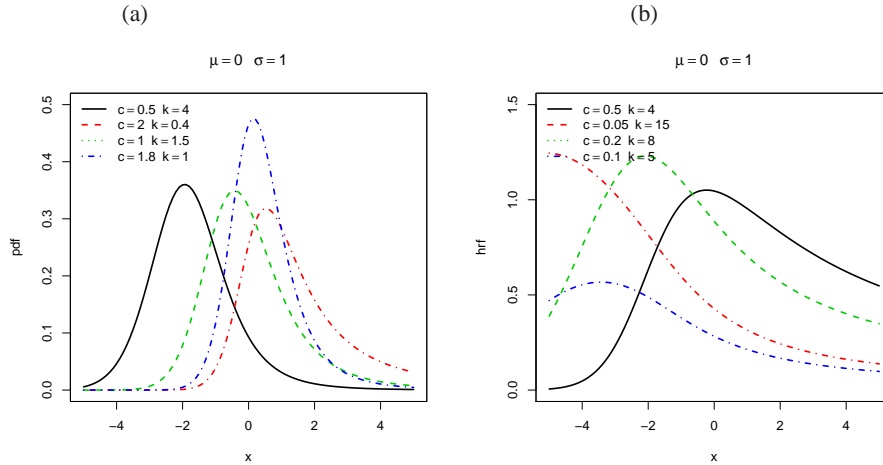 (a)
μ = 0 σ = 1
c = 0.5 k = 4
c = 2 k = 0.4
c = 1 k = 1.5
c = 1.8 k = 1
0.5
0.4
0.3
0.2
0.1
0.0
pdf
−4 −2 0 2 4
x
(b)
μ = 0 σ = 1
c = 0.5 k = 4
c = 0.05 k = 15
c = 0.2 k = 8
c = 0.1 k = 5
1.5
1.0
0.5
0.0
hrf
−4 −2 0 2 4
x